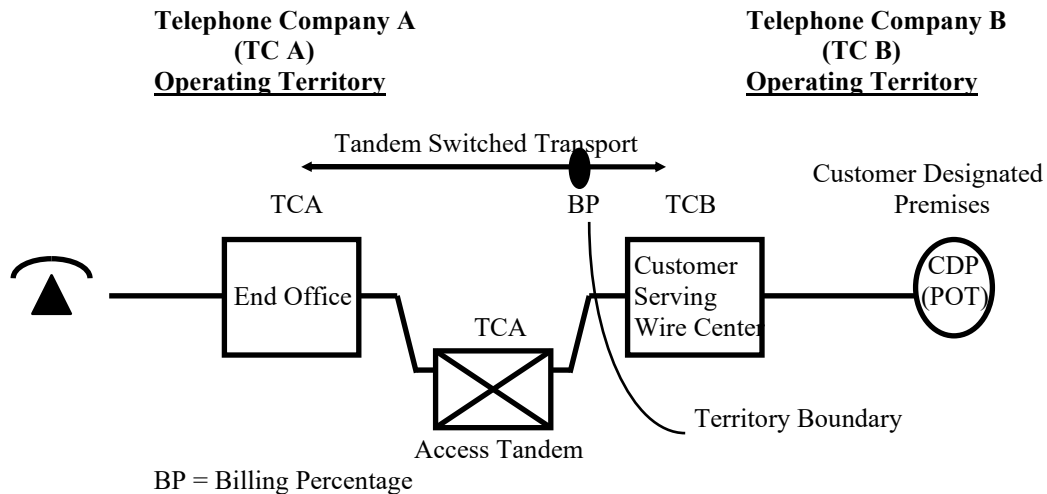 Telephone Company A
(TC A)
Operating Territory
Telephone Company B
(TC B)
Operating Territory
Tandem Switched Transport
Customer Designated
Premises
TCA
BP
TCB
End Office
Customer
Serving
Wire Center
CDP
(POT)
TCA
Access Tandem
Territory Boundary
BP = Billing Percentage